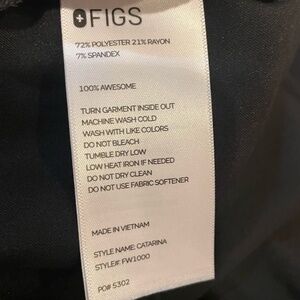 FIGS
72% POLYESTER 21% RAYON
7% SPANDEX
100% AWESOME
TURN GARMENT INSIDE OUT
MACHINE WASH COLD
WASH WITH LIKE COLORS
DO NOT BLEACH
TUMBLE DRY LOW
LOW HEAT IRON IF NEEDED
DO NOT DRY CLEAN
DO NOT USE FABRIC SOFTENER
MADE IN VIETNAM
STYLE NAME: CATARINA
STYLE#: FW1000
PO# 5302